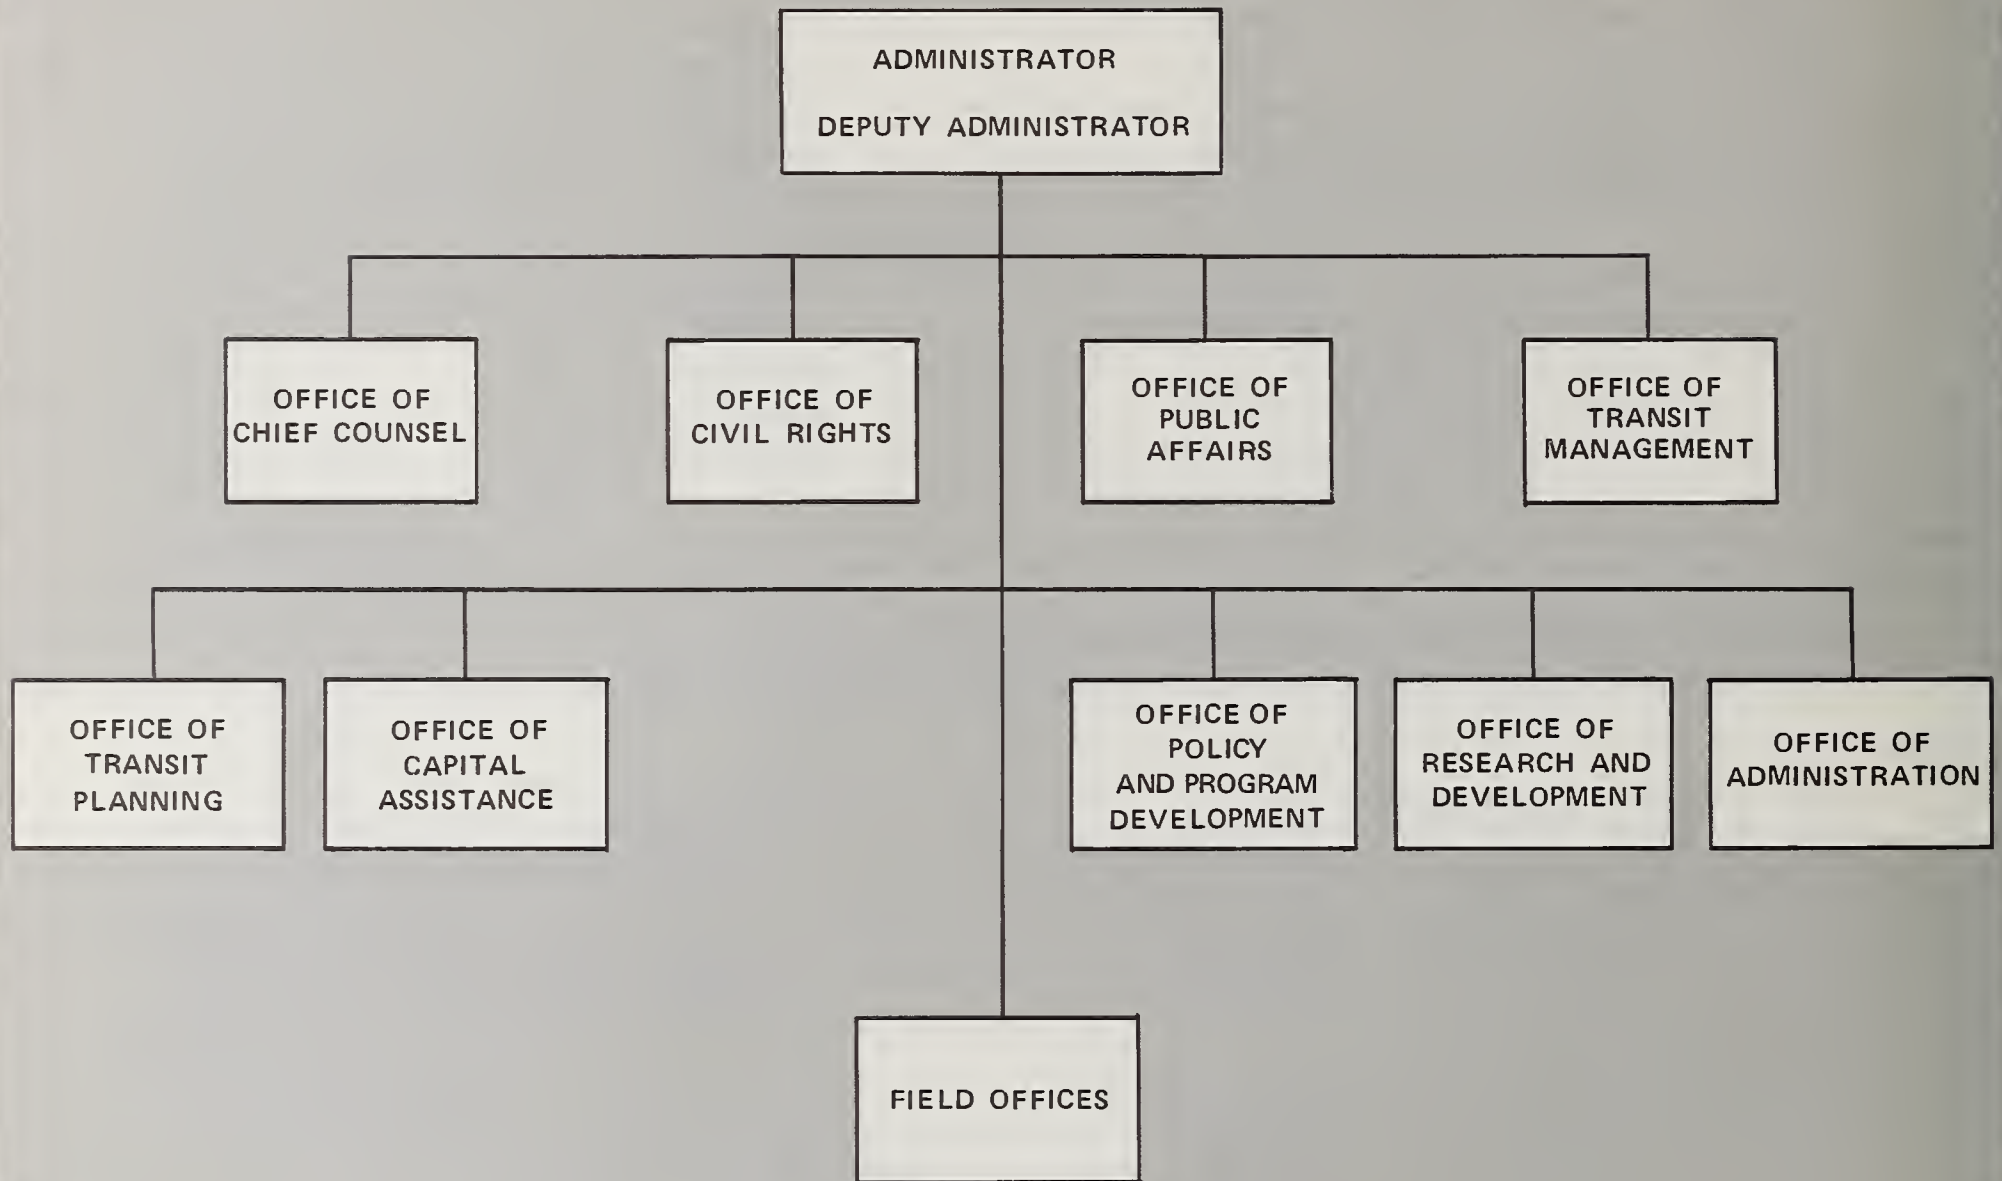 ADMINISTRATOR
DEPUTY ADMINISTRATOR
OFFICE OF
CHIEF COUNSEL
OFFICE OF
CIVIL RIGHTS
OFFICE OF
PUBLIC
AFFAIRS
OFFICE OF
TRANSIT
MANAGEMENT
OFFICE OF
TRANSIT
PLANNING
OFFICE OF
CAPITAL
ASSISTANCE
OFFICE OF
POLICY
AND PROGRAM
DEVELOPMENT
OFFICE OF
RESEARCH AND
DEVELOPMENT
OFFICE OF
ADMINISTRATION
FIELD OFFICES